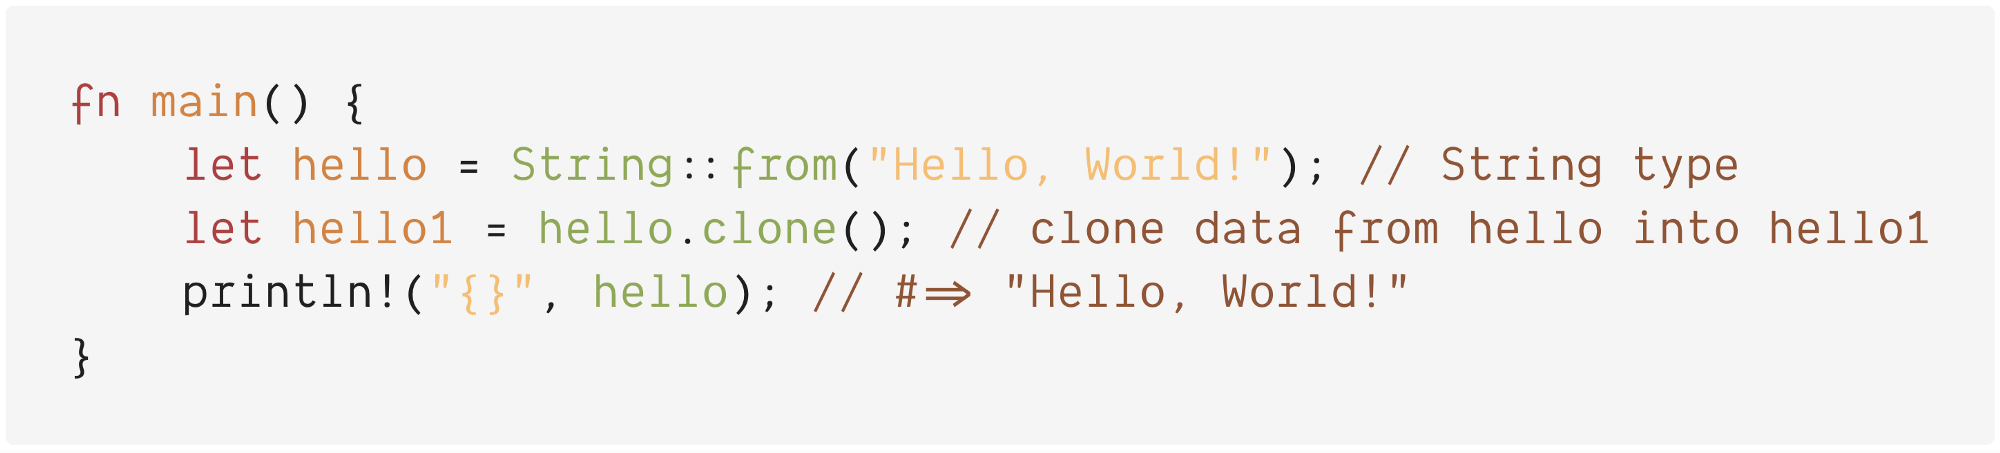 fn main() {
    let hello = String::from("Hello, World!"); // String type
    let hello1 = hello.clone(); // clone data from hello into hello1
    println!("{}", hello); // #=> "Hello, World!"
}